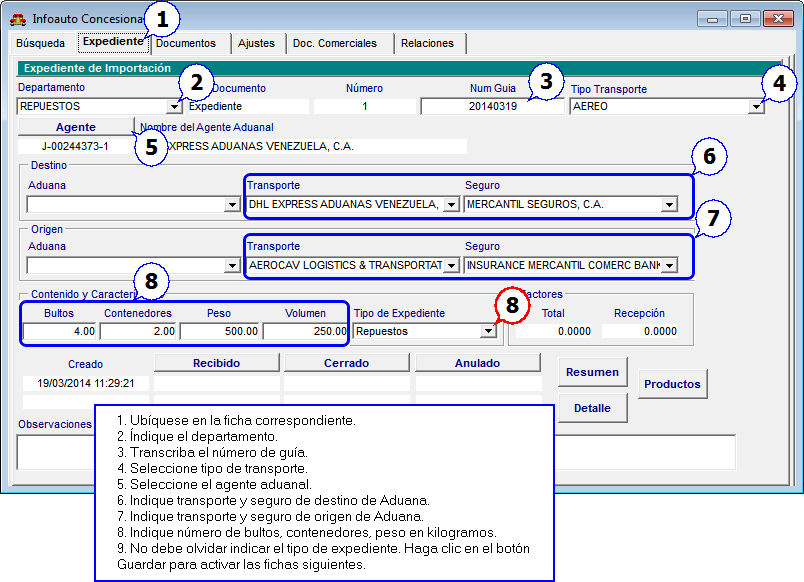 Infoauto Concesiona
1
Búsqueda Expediente Documentos Ajustes Doc. Comerciales Relaciones
Expediente de Importación
Departamento 2 Documento Número Num Guia 3 Tipo Transporte 4
REPUESTOS Expediente 1 20140319 AEREO
Agente Nombre del Agente Aduanal
J-00244373-1 5 EXPRESS ADUANAS VENEZUELA, C.A.
Destino 6
Aduana Transporte Seguro
DHL EXPRESS ADUANAS VENEZUELA, MERCANTIL SEGUROS, C.A.
Origen 7
Aduana Transporte Seguro
AEROCAV LOGISTICS & TRANSPORTAT INSURANCE MERCANTIL COMERC BANK
Contenido y Caracter 8 8 actores
Bultos Contenedores Peso Volumen Tipo de Expediente Total Recepción
4.00 2.00 500.00 250.00 Repuestos 0.0000 0.0000
Creado Recibido Cerrado Anulado Resumen
19/03/2014 11:29:21 Productos
Detalle
Observaciones
1. Ubíquese en la ficha correspondiente.
2. Índique el departamento.
3. Transcriba el número de guía.
4. Seleccione tipo de transporte.
5. Seleccione el agente aduanal.
6. Indique transporte y seguro de destino de Aduana.
7. Indique transporte y seguro de origen de Aduana.
8. Indique número de bultos, contenedores, peso en kilogramos.
9. No debe olvidar indicar el tipo de expediente. Haga clic en el botón
Guardar para activar las fichas siguientes.